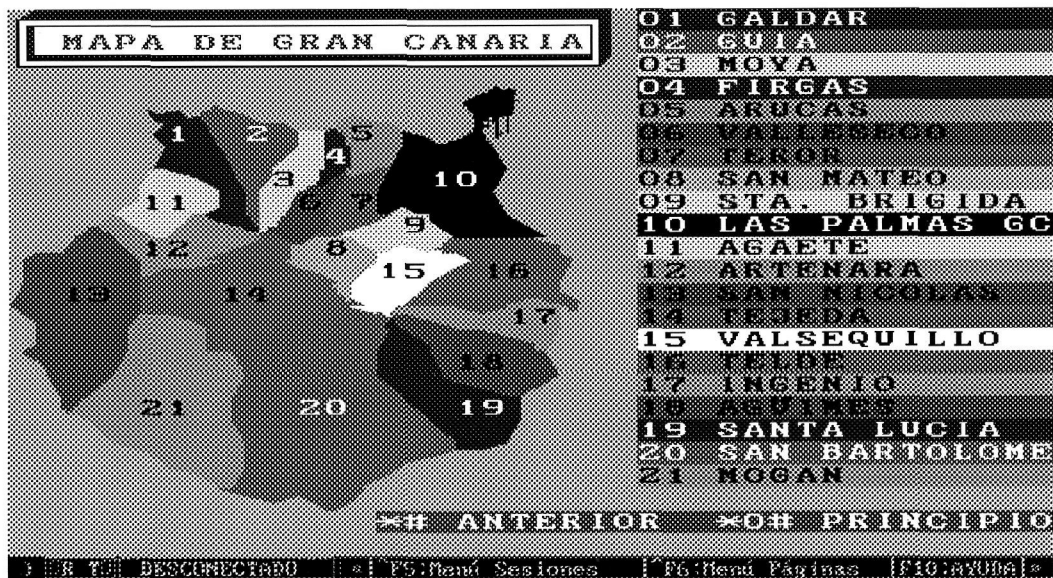 MAPA DE GRAN CANARIA
01 GALDAR
02 GUIA
03 MOYA
04 FIRGAS
05 ARUCAS
06 VALLESECO
07 TEROR
08 SAN MATEO
09 STA. BRIGIDA
10 LAS PALMAS GC
11 AGAETE
12 ARTENARA
13 SAN NICOLAS
14 TEJEDA
15 VALSEQUILLO
16 TELDE
17 INGENIO
18 AGÜIMES
19 SANTA LUCIA
20 SAN BARTOLOME
21 MOGAN
1 2 5
3 4
10
11 6 7
9
12 8
15 16
13 14
17
18
21 20 19
*# ANTERIOR *0# PRINCIPIO
DESCONECTADO ^F5:Menú Sesiones ^F6:Menú Páginas F10:AYUDA